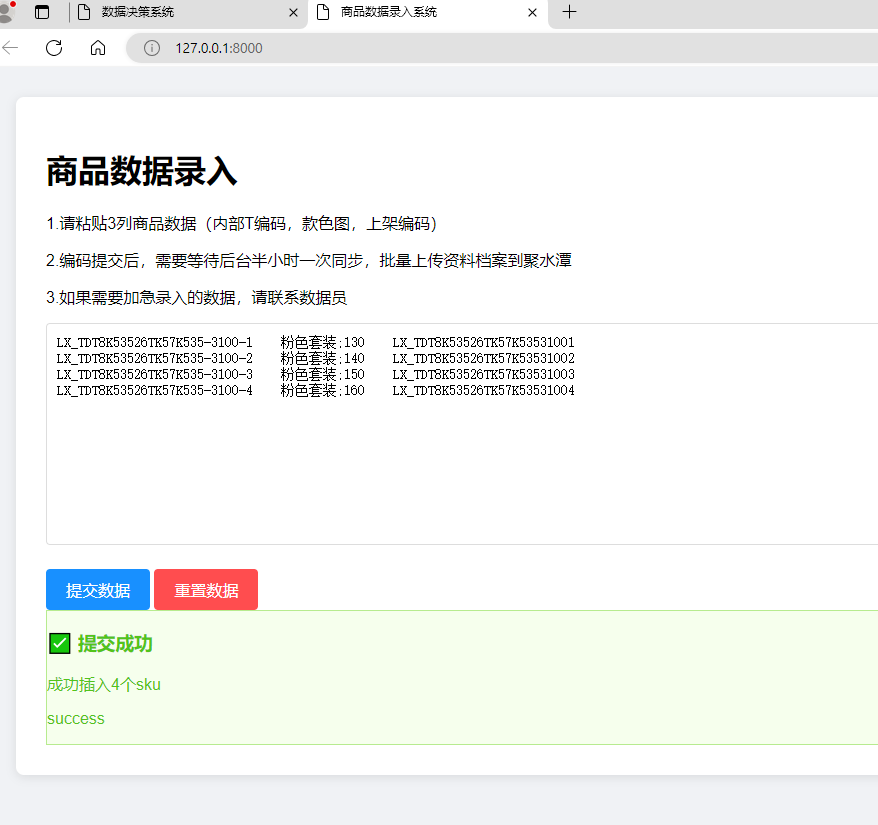 数据决策系统
商品数据录入系统
127.0.0.1:8000
商品数据录入
1.请粘贴3列商品数据（内部T编码，款色图，上架编码）
2.编码提交后，需要等待后台半小时一次同步，批量上传资料档案到聚水潭
3.如果需要加急录入的数据，请联系数据员
LX_TDT8K53526TK57K535-3100-1 粉色套装;130 LX_TDT8K53526TK57K53531001
LX_TDT8K53526TK57K535-3100-2 粉色套装;140 LX_TDT8K53526TK57K53531002
LX_TDT8K53526TK57K535-3100-3 粉色套装;150 LX_TDT8K53526TK57K53531003
LX_TDT8K53526TK57K535-3100-4 粉色套装;160 LX_TDT8K53526TK57K53531004
提交数据 重置数据
✅ 提交成功
成功插入4个sku
success